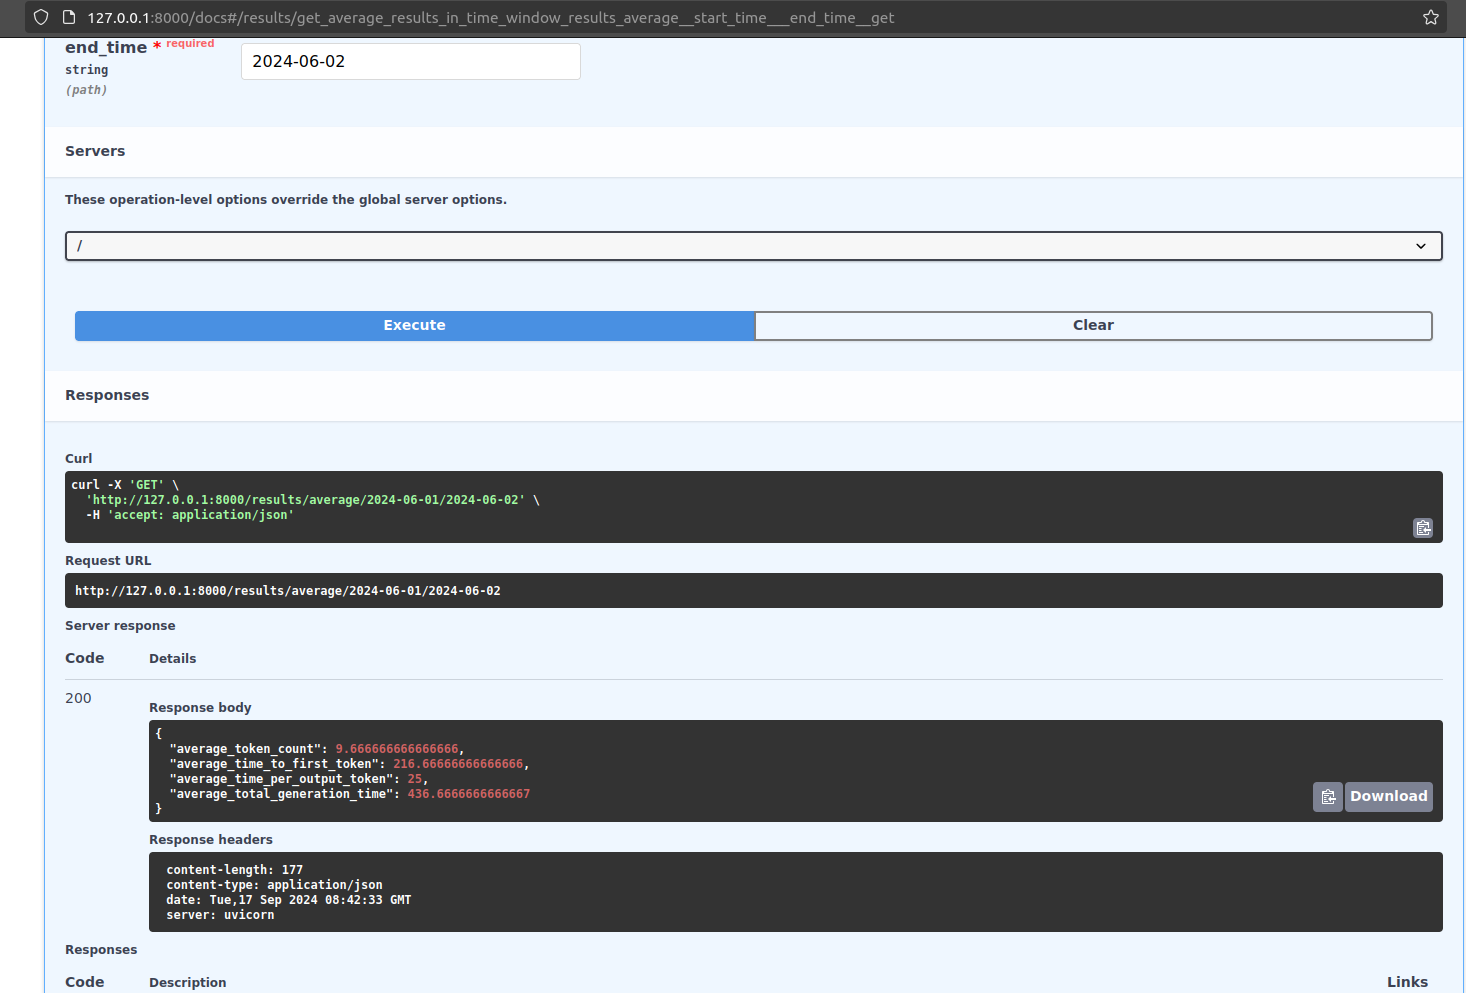 127.0.0.1:8000/docs#/results/get_average_results_in_time_window_results_average__start_time___end_time__get
end_time * required
2024-06-02
string
(path)
Servers
These operation-level options override the global server options.
/
Execute Clear
Responses
Curl
curl -X 'GET' \
'http://127.0.0.1:8000/results/average/2024-06-01/2024-06-02' \
-H 'accept: application/json'
Request URL
http://127.0.0.1:8000/results/average/2024-06-01/2024-06-02
Server response
Code Details
200
Response body
{
"average_token_count": 9.666666666666666,
"average_time_to_first_token": 216.66666666666666,
"average_time_per_output_token": 25,
"average_total_generation_time": 436.6666666666667
}
Download
Response headers
content-length: 177
content-type: application/json
date: Tue,17 Sep 2024 08:42:33 GMT
server: uvicorn
Responses
Code Description Links